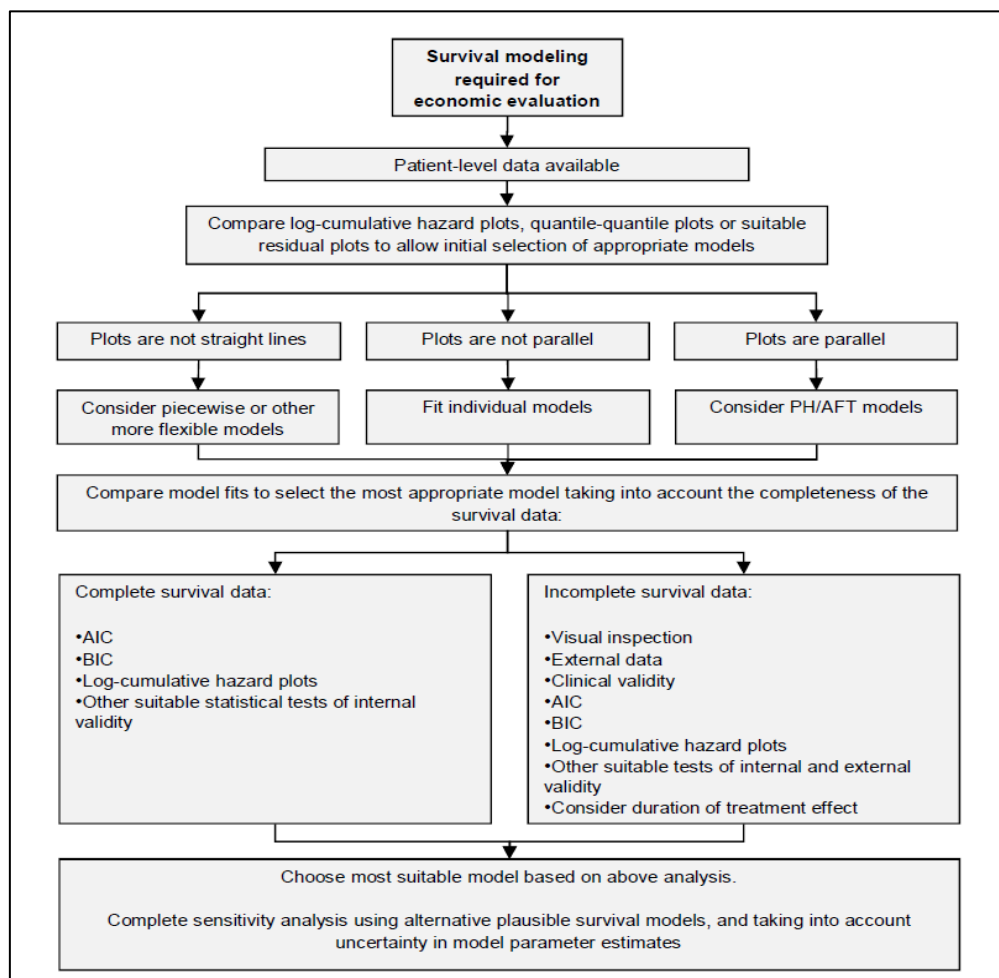 Survival modeling
required for
economic evaluation
Patient-level data available
Compare log-cumulative hazard plots, quantile-quantile plots or suitable
residual plots to allow initial selection of appropriate models
Plots are not straight lines
Plots are not parallel
Plots are parallel
Consider piecewise or other
more flexible models
Fit individual models
Consider PH/AFT models
Compare model fits to select the most appropriate model taking into account the completeness of the
survival data:
Complete survival data:
•AIC
•BIC
•Log-cumulative hazard plots
•Other suitable statistical tests of internal
validity
Incomplete survival data:
•Visual inspection
•External data
•Clinical validity
•AIC
•BIC
•Log-cumulative hazard plots
•Other suitable tests of internal and external
validity
•Consider duration of treatment effect
Choose most suitable model based on above analysis.
Complete sensitivity analysis using alternative plausible survival models, and taking into account
uncertainty in model parameter estimates